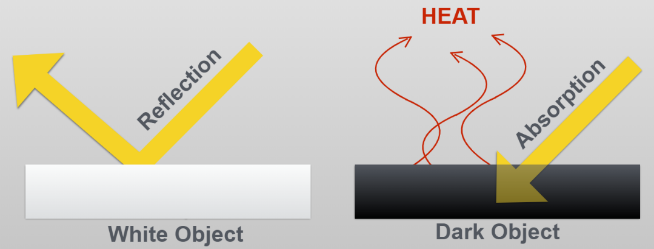 Reflection
White Object
HEAT
Absorption
Dark Object